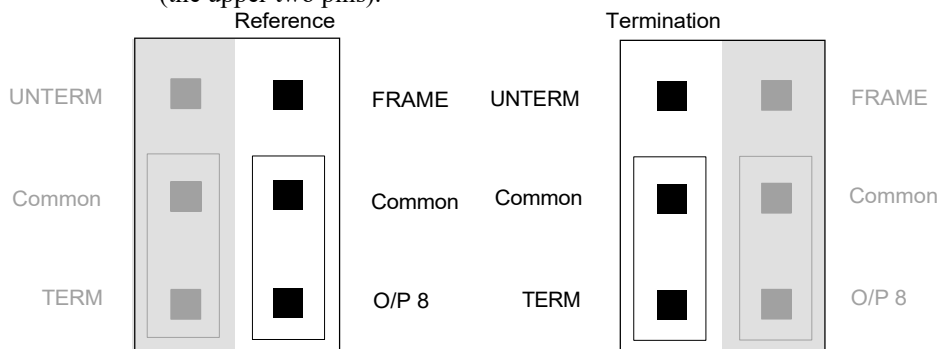 (the upper two pins).
Reference Termination
UNTERM FRAME UNTERM FRAME
Common Common Common Common
TERM O/P 8 TERM O/P 8